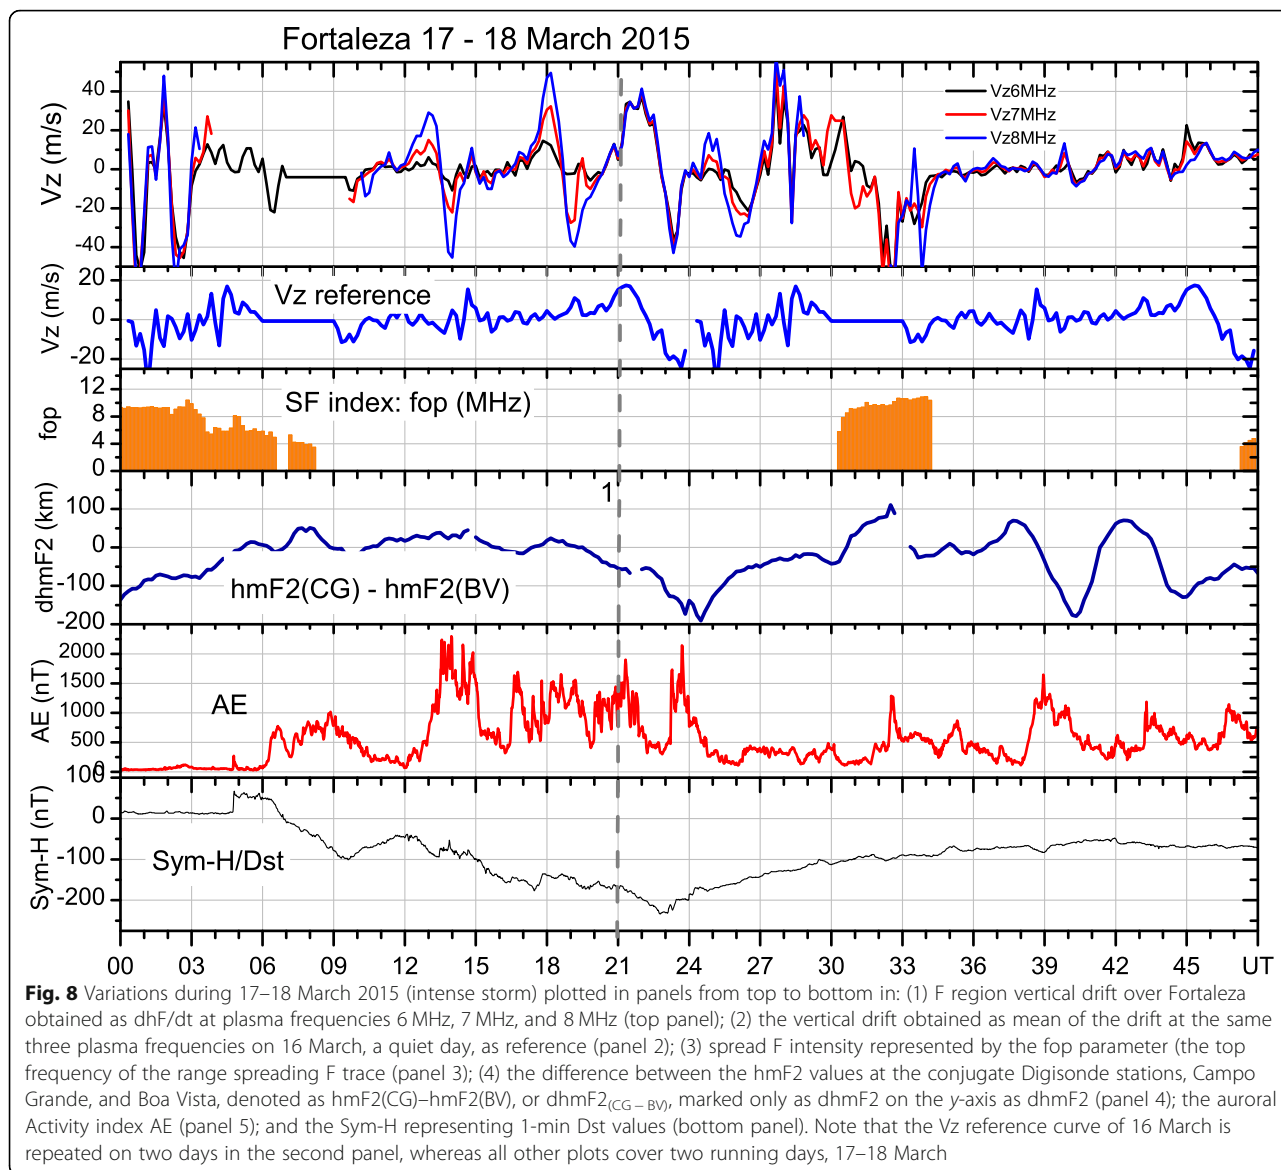 Fortaleza 17 - 18 March 2015
40
20
0
-20
-40
Vz (m/s)
Vz6MHz
Vz7MHz
Vz8MHz
20
0
-20
Vz (m/s)
Vz reference
12
8
4
0
fop
SF index: fop (MHz)
100
0
-100
-200
dhmF2 (km)
1
hmF2(CG) - hmF2(BV)
2000
1500
1000
500
0
AE (nT)
AE
100
0
-100
-200
Sym-H (nT)
Sym-H/Dst
00 03 06 09 12 15 18 21 24 27 30 33 36 39 42 45 UT
Fig. 8 Variations during 17–18 March 2015 (intense storm) plotted in panels from top to bottom in: (1) F region vertical drift over Fortaleza
obtained as dhF/dt at plasma frequencies 6 MHz, 7 MHz, and 8 MHz (top panel); (2) the vertical drift obtained as mean of the drift at the same
three plasma frequencies on 16 March, a quiet day, as reference (panel 2); (3) spread F intensity represented by the fop parameter (the top
frequency of the range spreading F trace (panel 3); (4) the difference between the hmF2 values at the conjugate Digisonde stations, Campo
Grande, and Boa Vista, denoted as hmF2(CG)–hmF2(BV), or dhmF2(CG – BV), marked only as dhmF2 on the y-axis as dhmF2 (panel 4); the auroral
Activity index AE (panel 5); and the Sym-H representing 1-min Dst values (bottom panel). Note that the Vz reference curve of 16 March is
repeated on two days in the second panel, whereas all other plots cover two running days, 17–18 March